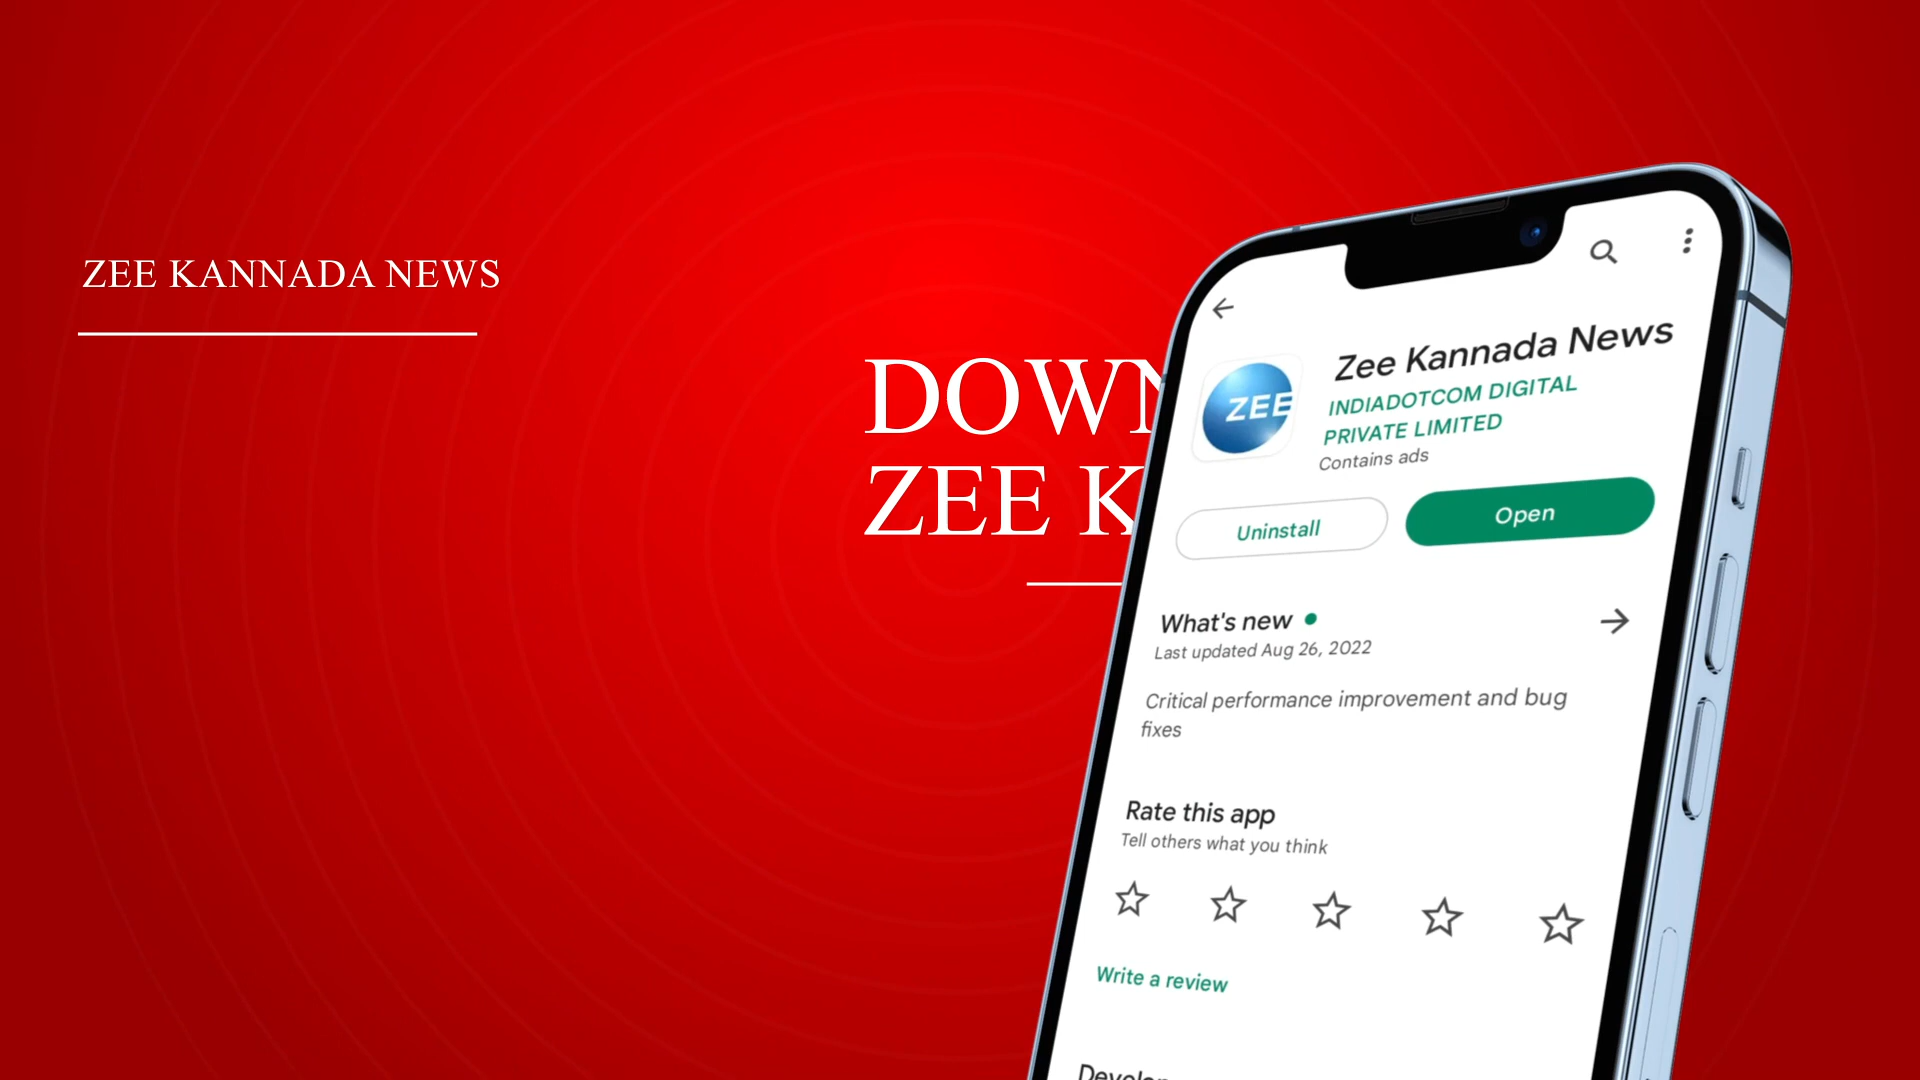 ZEE KANNADA NEWS
DOWN
ZEE K
Zee Kannada News
ZEE
INDIADOTCOM DIGITAL
PRIVATE LIMITED
Contains ads
Uninstall
Open
What's new
Last updated Aug 26, 2022
Critical performance improvement and bug
fixes
Rate this app
Tell others what you think
Write a review